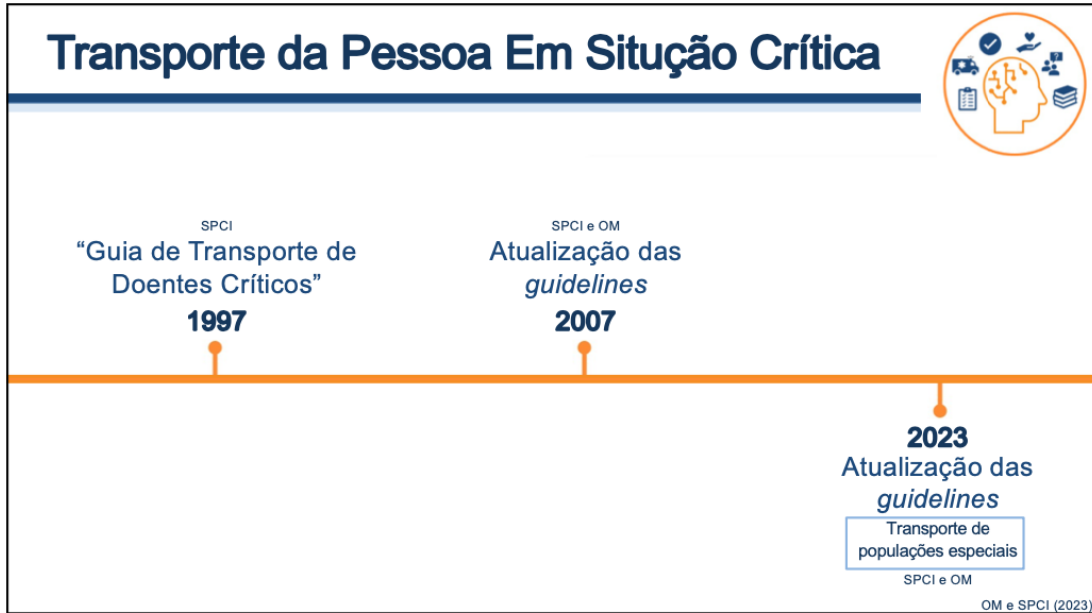 Transporte da Pessoa Em Situção Crítica
SPCI
“Guia de Transporte de
Doentes Críticos”
1997
SPCI e OM
Atualização das
guidelines
2007
2023
Atualização das
guidelines
Transporte de
populações especiais
SPCI e OM
OM e SPCI (2023)